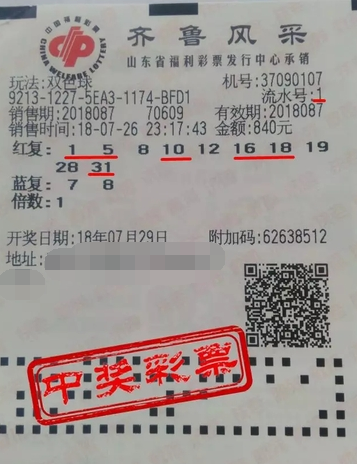 中国福利彩票
CHINA WELFARE LOTTERY
齐鲁风采
山东省福利彩票发行中心承销
玩法:双色球 机号:37090107
9213-1227-5EA3-1174-BFD1 流水号:1
销售期:2018087 70609 有效期:2018087
销售时间:18-07-26 23:17:43 金额:840元
红复: 1 5 8 10 12 16 18 19
28 31
蓝复: 7 8
倍数:1
开奖日期:18年07月29日 附加码:62638512
地址:
中奖彩票